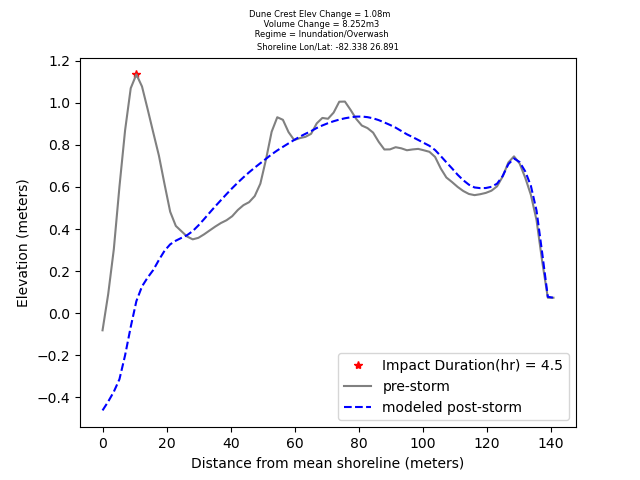 Dune Crest Elev Change = 1.08m
Volume Change = 8.252m3
Regime = Inundation/Overwash
Shoreline Lon/Lat: -82.338 26.891
1.2
1.0
0.8
0.6
0.4
0.2
0.0
−0.2
−0.4
Elevation (meters)
Impact Duration(hr) = 4.5
pre-storm
modeled post-storm
0 20 40 60 80 100 120 140
Distance from mean shoreline (meters)